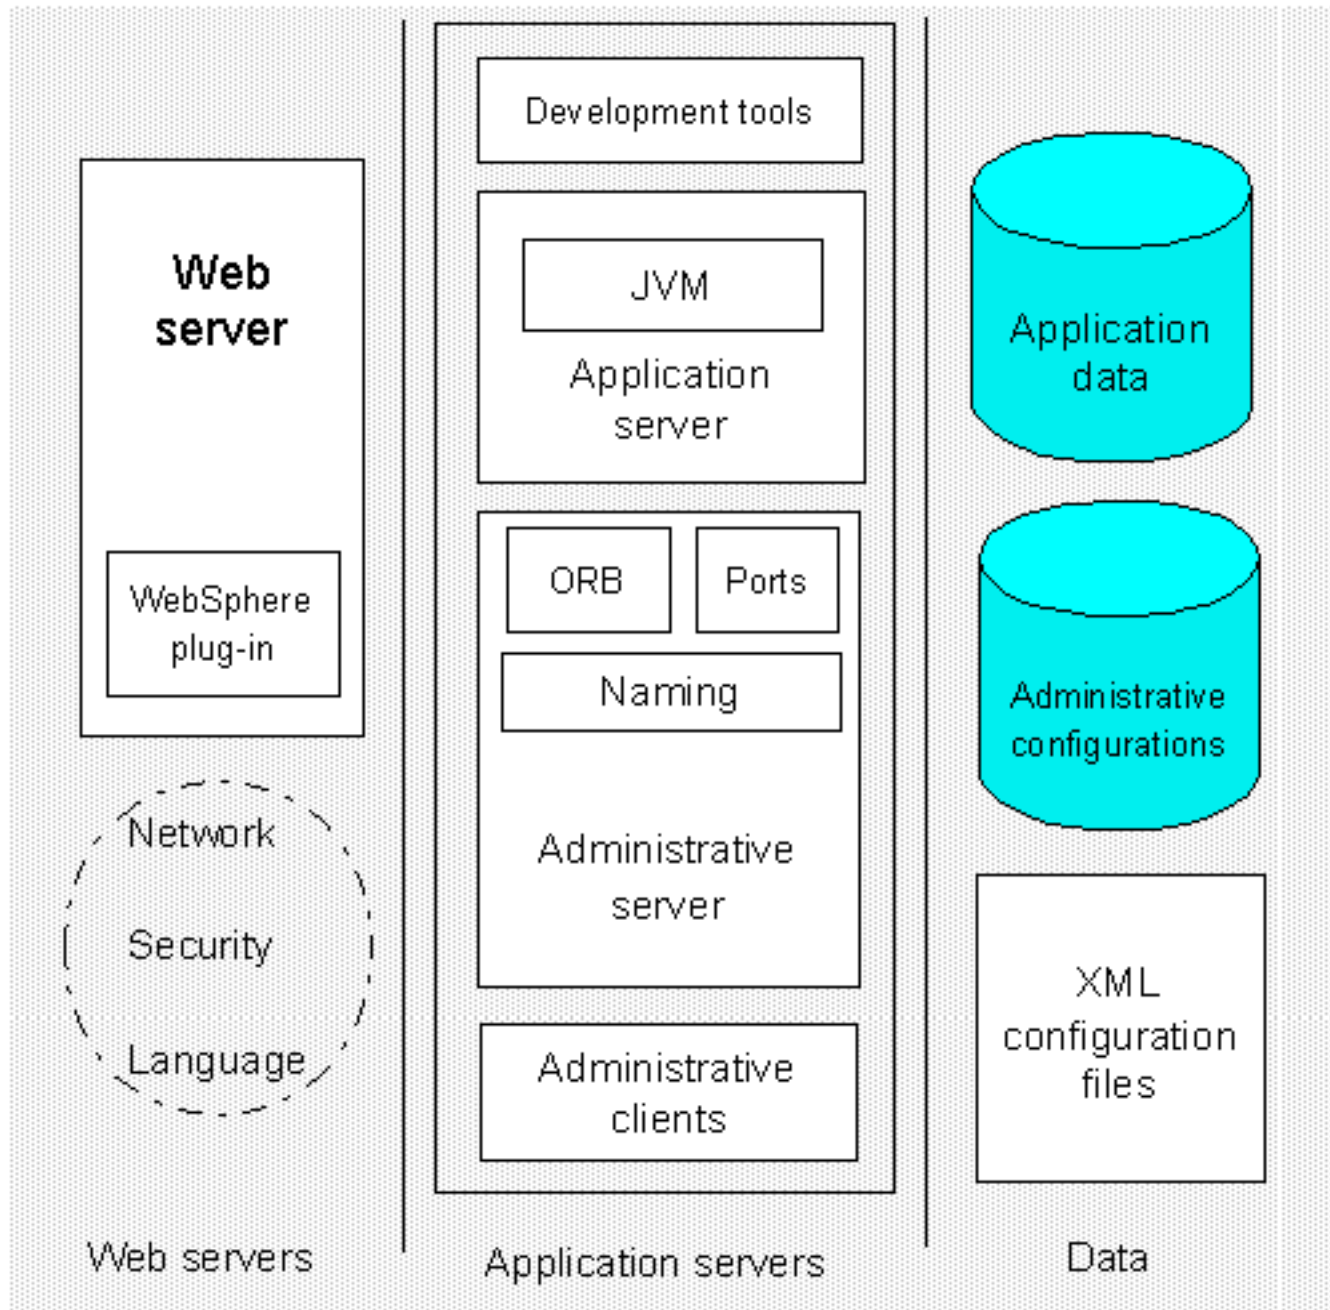 Web
server
WebSphere
plug-in
Network
Security
Language
Web servers
Development tools
JVM
Application
server
ORB
Ports
Naming
Administrative
server
Administrative
clients
Application servers
Application
data
Administrative
configurations
XML
configuration
files
Data